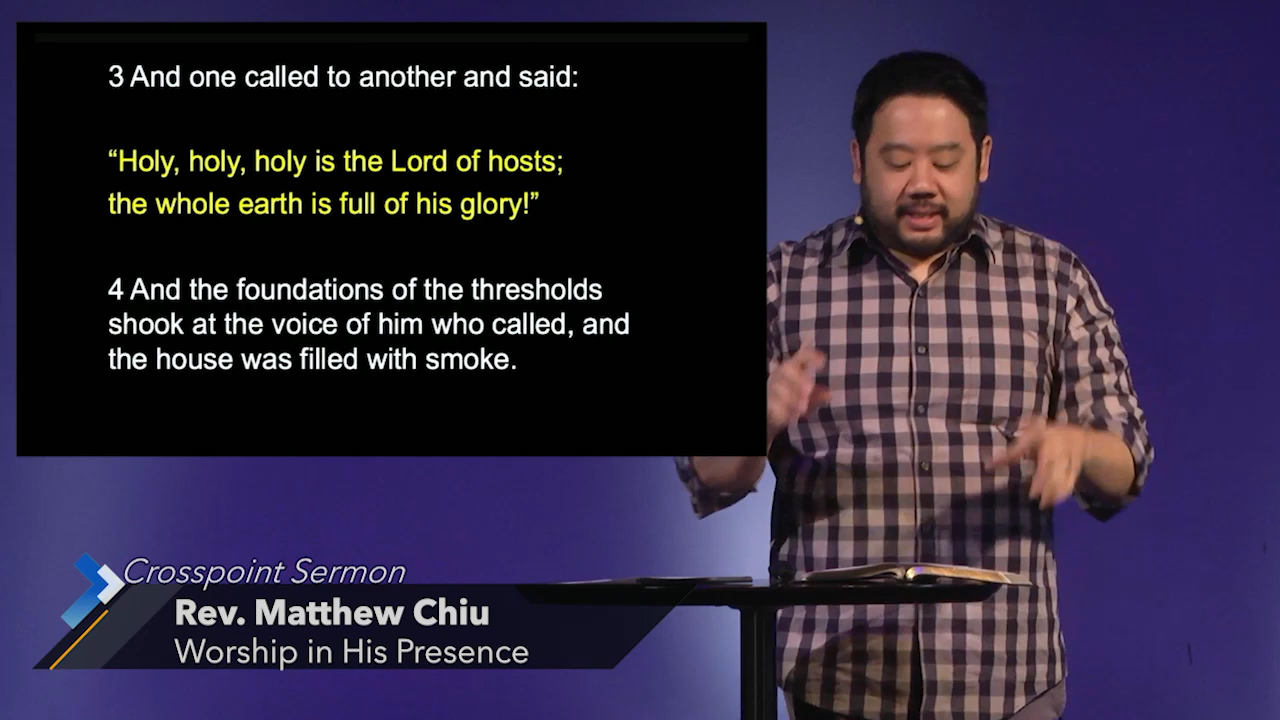 3 And one called to another and said:
“Holy, holy, holy is the Lord of hosts;
the whole earth is full of his glory!”
4 And the foundations of the thresholds
shook at the voice of him who called, and
the house was filled with smoke.
Crosspoint Sermon
Rev. Matthew Chiu
Worship in His Presence